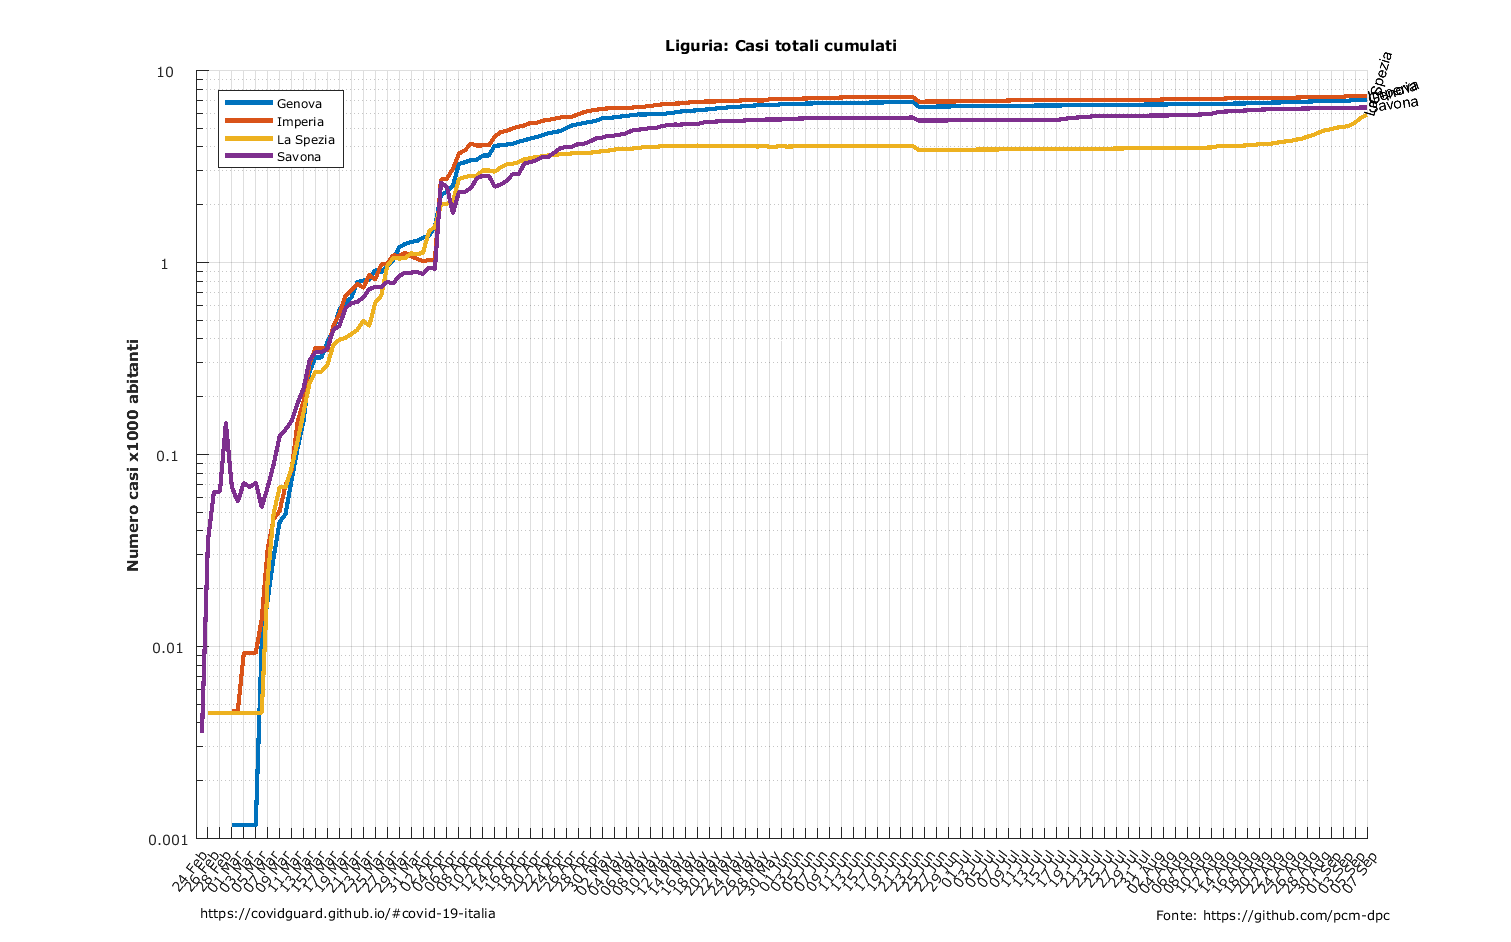 Liguria: Casi totali cumulati
Genova
Imperia
La Spezia
Savona
Numero casi x1000 abitanti
10
1
0.1
0.01
0.001
La Spezia
Imperia
Genova
Savona
24 Feb
26 Feb
28 Feb
01 Mar
03 Mar
05 Mar
07 Mar
09 Mar
11 Mar
13 Mar
15 Mar
17 Mar
19 Mar
21 Mar
23 Mar
25 Mar
27 Mar
29 Mar
31 Mar
02 Apr
04 Apr
06 Apr
08 Apr
10 Apr
12 Apr
14 Apr
16 Apr
18 Apr
20 Apr
22 Apr
24 Apr
26 Apr
28 Apr
30 Apr
02 May
04 May
06 May
08 May
10 May
12 May
14 May
16 May
18 May
20 May
22 May
24 May
26 May
28 May
30 May
01 Jun
03 Jun
05 Jun
07 Jun
09 Jun
11 Jun
13 Jun
15 Jun
17 Jun
19 Jun
21 Jun
23 Jun
25 Jun
27 Jun
29 Jun
01 Jul
03 Jul
05 Jul
07 Jul
09 Jul
11 Jul
13 Jul
15 Jul
17 Jul
19 Jul
21 Jul
23 Jul
25 Jul
27 Jul
29 Jul
31 Jul
02 Aug
04 Aug
06 Aug
08 Aug
10 Aug
12 Aug
14 Aug
16 Aug
18 Aug
20 Aug
22 Aug
24 Aug
26 Aug
28 Aug
30 Aug
01 Sep
03 Sep
05 Sep
07 Sep
https://covidguard.github.io/#covid-19-italia
Fonte: https://github.com/pcm-dpc